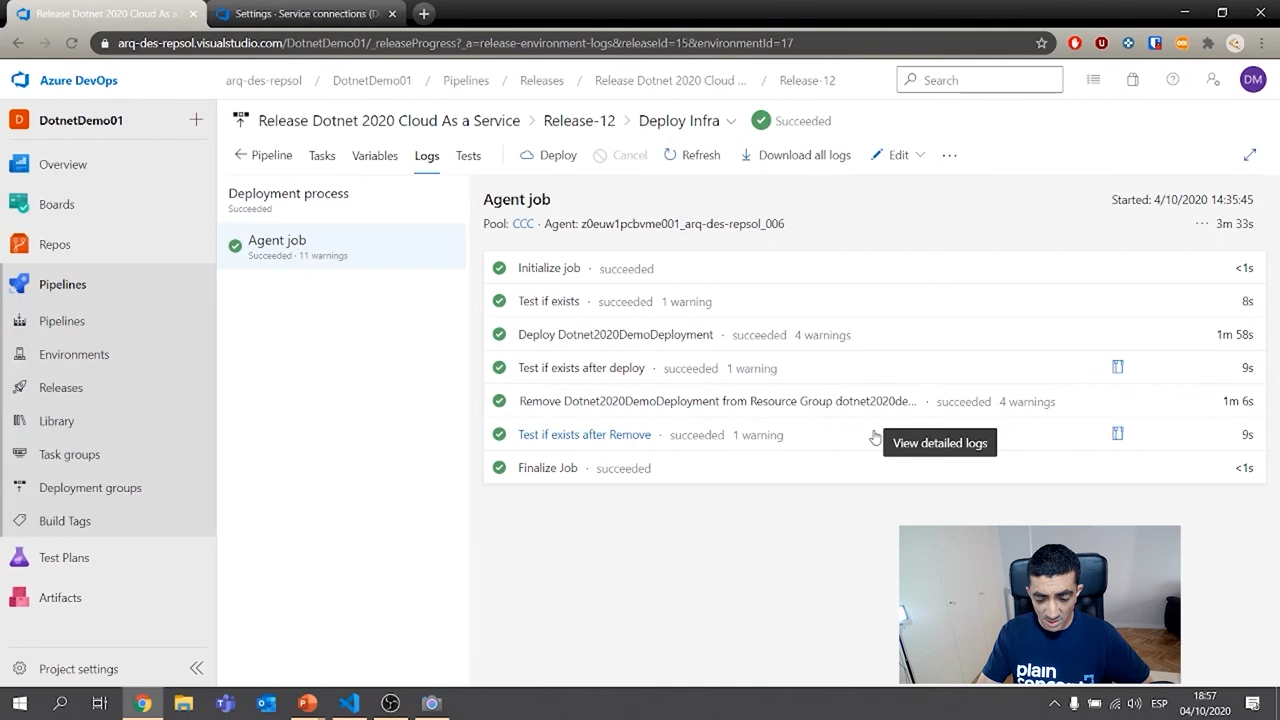 Release Dotnet 2020 Cloud As a
Settings · Service connections (D
arq-des-repsol.visualstudio.com/DotnetDemo01/_releaseProgress?_a=release-environment-logs&releaseId=15&environmentId=17
Azure DevOps
arq-des-repsol / DotnetDemo01 / Pipelines / Releases / Release Dotnet 2020 Cloud ... / Release-12
Search
DM
D DotnetDemo01
Overview
Boards
Repos
Pipelines
Pipelines
Environments
Releases
Library
Task groups
Deployment groups
Build Tags
Test Plans
Artifacts
Project settings
Release Dotnet 2020 Cloud As a Service > Release-12 > Deploy Infra Succeeded
Pipeline Tasks Variables Logs Tests Deploy Cancel Refresh Download all logs Edit ...
Deployment process
Succeeded
Agent job
Succeeded · 11 warnings
Agent job
Started: 4/10/2020 14:35:45
Pool: CCC · Agent: z0euw1pcbvme001_arq-des-repsol_006
... 3m 33s
Initialize job · succeeded <1s
Test if exists · succeeded 1 warning 8s
Deploy Dotnet2020DemoDeployment · succeeded 4 warnings 1m 58s
Test if exists after deploy · succeeded 1 warning 9s
Remove Dotnet2020DemoDeployment from Resource Group dotnet2020de... · succeeded 4 warnings 1m 6s
Test if exists after Remove · succeeded 1 warning 9s
View detailed logs
Finalize Job · succeeded <1s
plain
ESP
18:57
04/10/2020